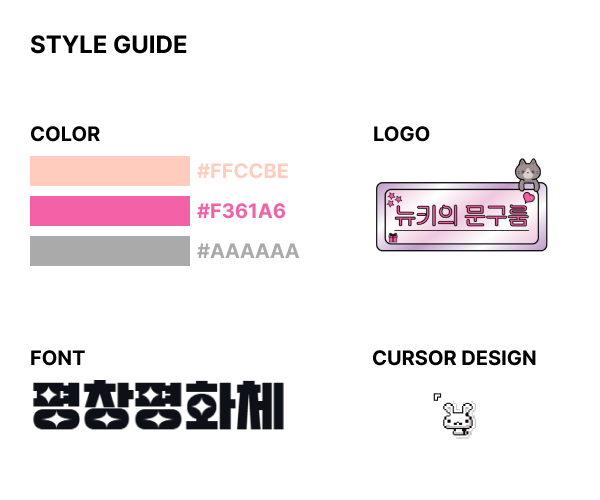 STYLE GUIDE
COLOR
#FFCCBE
#F361A6
#AAAAAA
LOGO
뉴키의 문구룸
FONT
평창평화체
CURSOR DESIGN